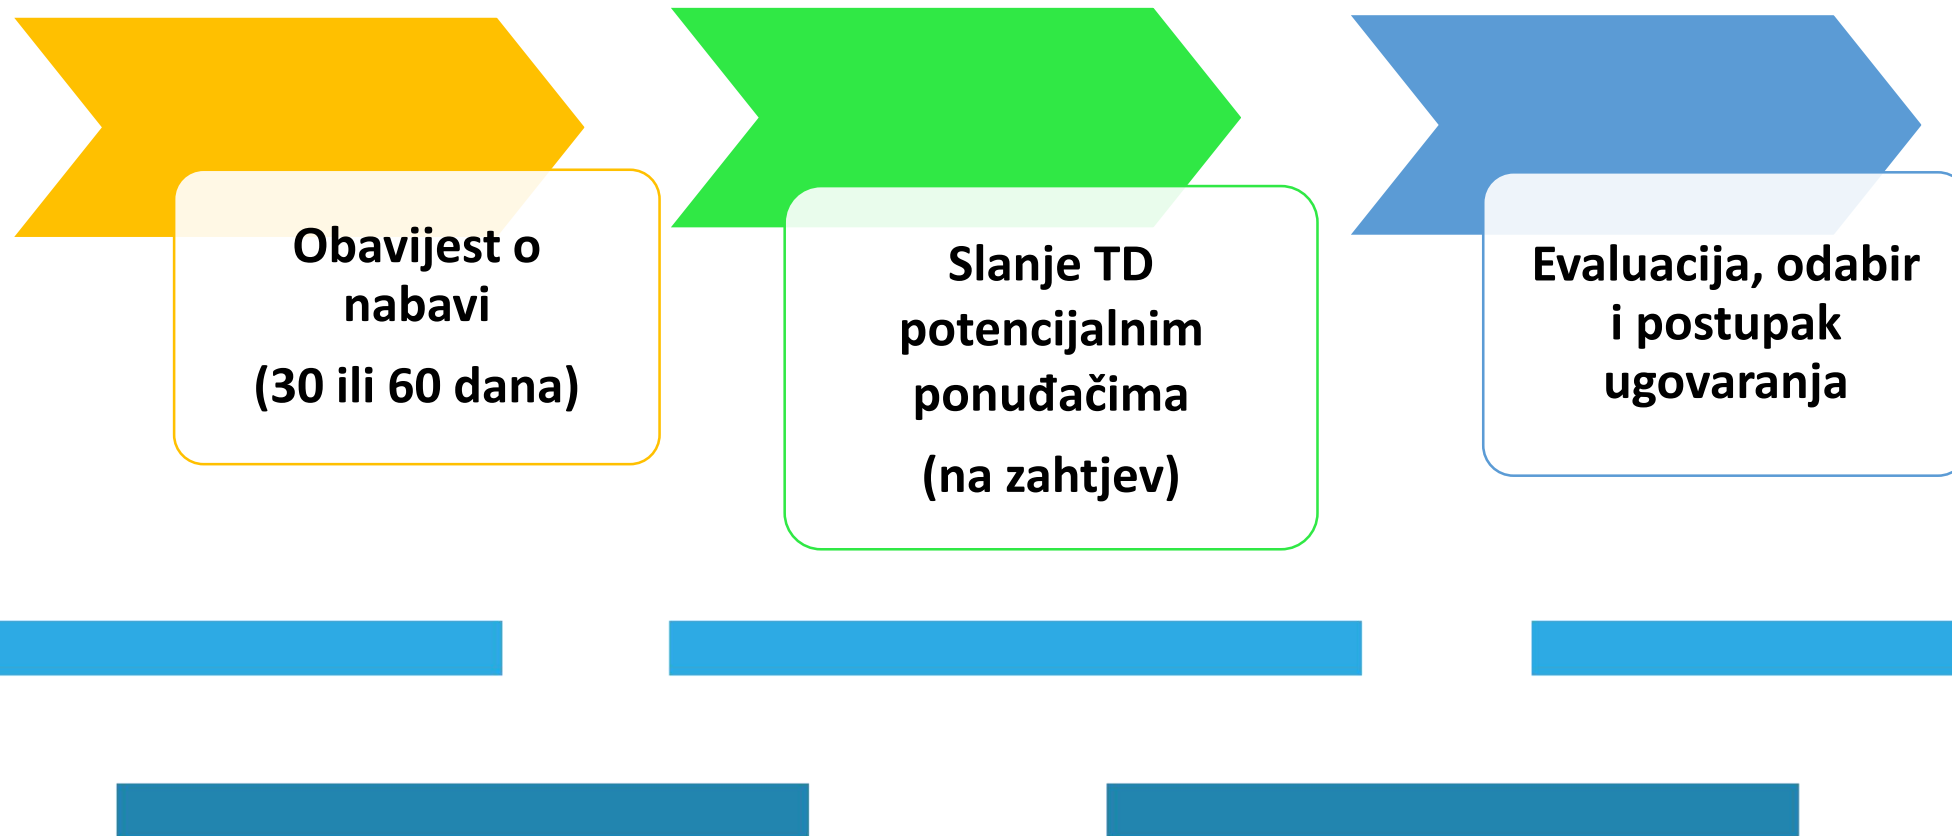 Obavijest o
nabavi
(30 ili 60 dana)
Slanje TD
potencijalnim
ponuđačima
(na zahtjev)
Evaluacija, odabir
i postupak
ugovaranja